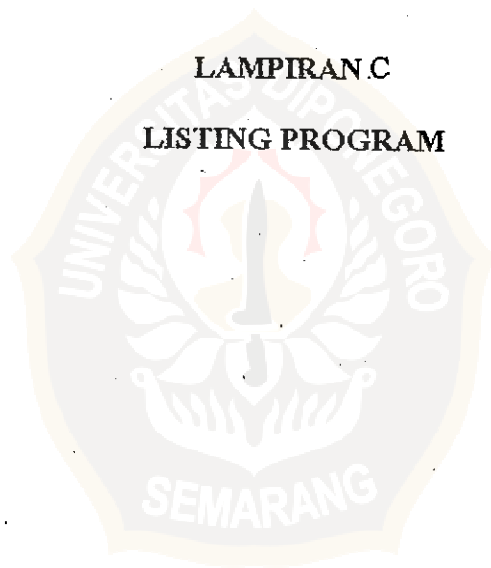 LAMPIRAN C
LISTING PROGRAM
UNIVERSITAS DIPONEGORO
SEMARANG